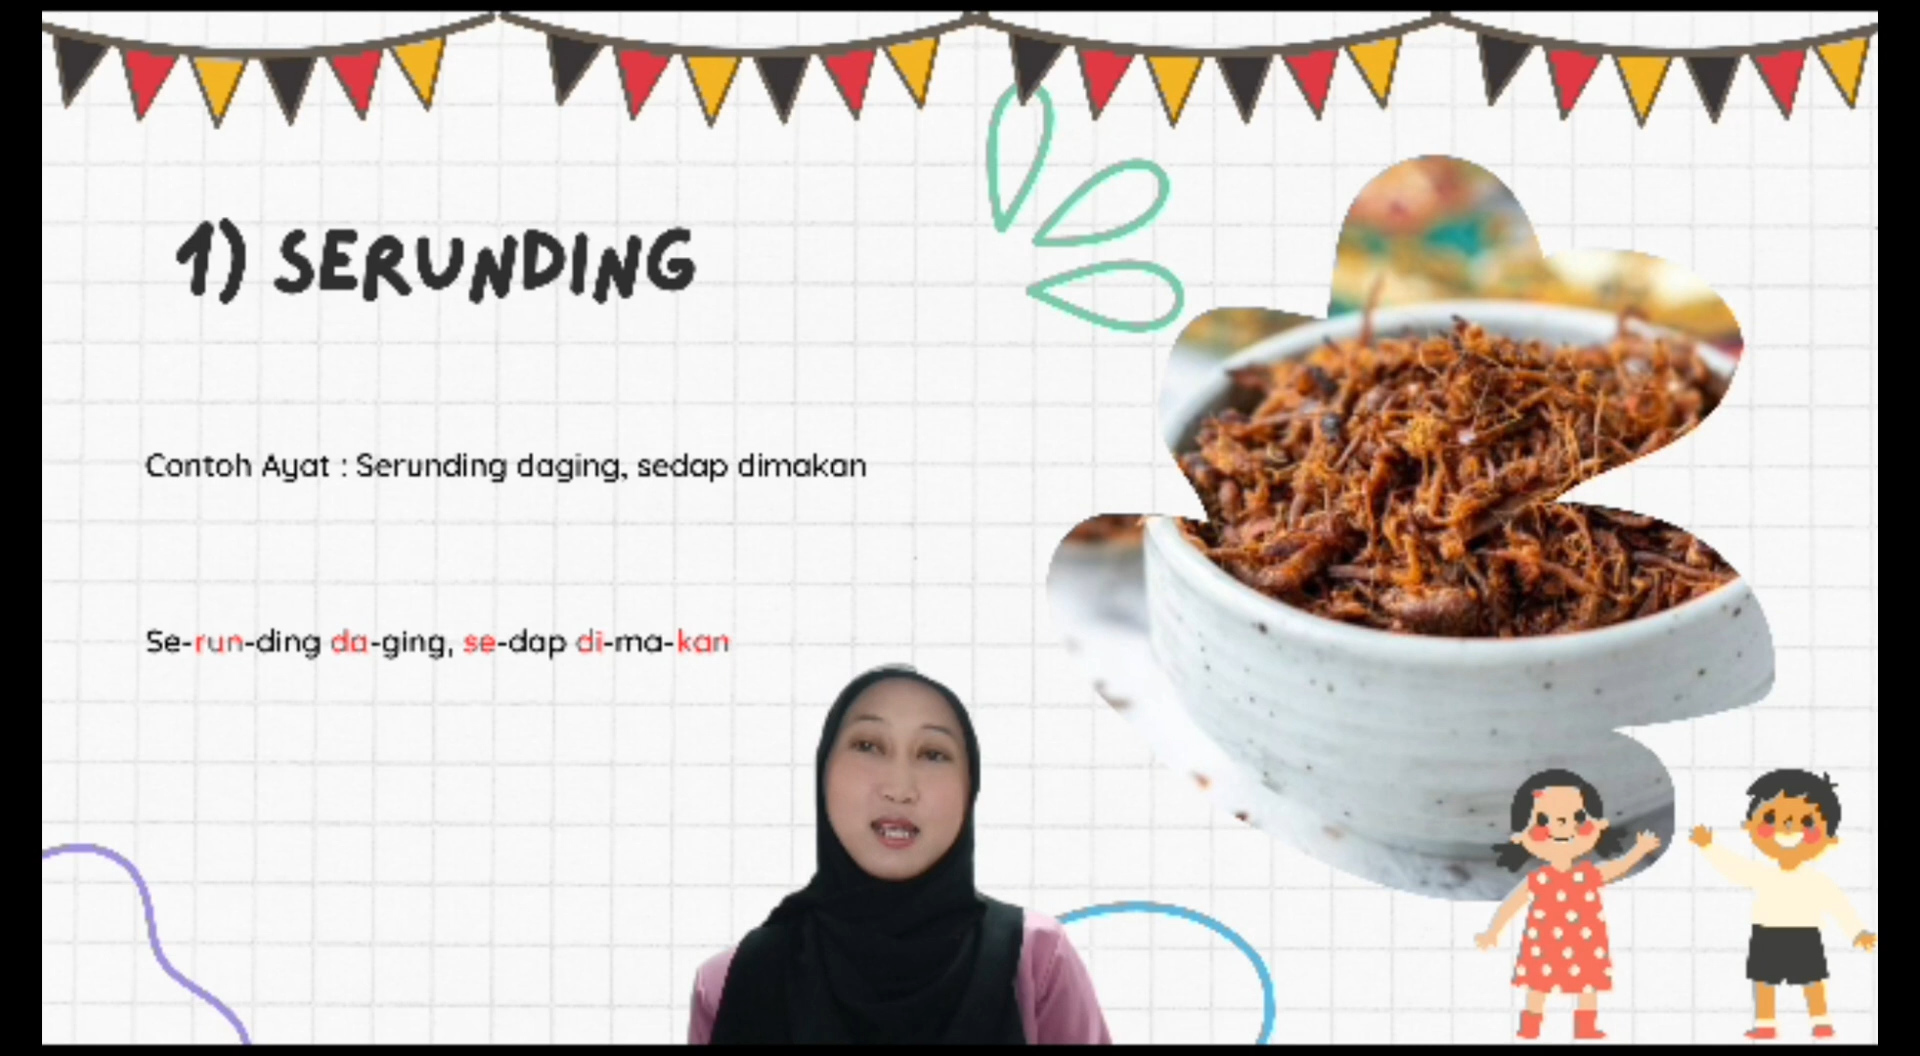 1) SERUNDING
Contoh Ayat : Serunding daging, sedap dimakan
Se-run-ding da-ging, se-dap di-ma-kan